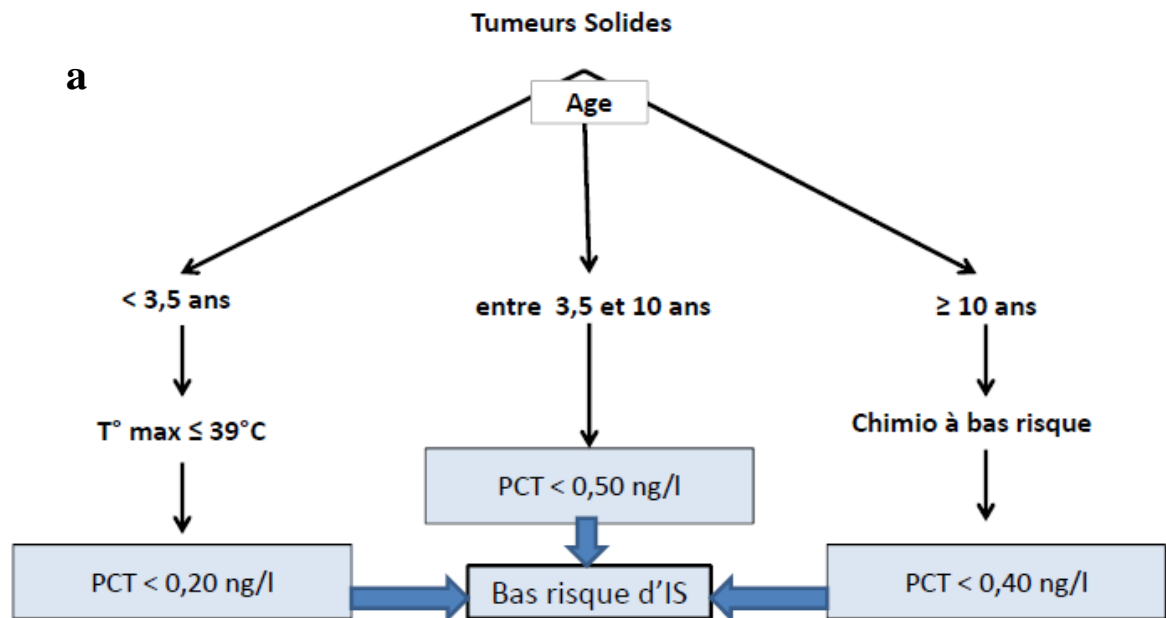 Tumeurs Solides
a
Age
< 3,5 ans
entre 3,5 et 10 ans
≥ 10 ans
T° max ≤ 39°C
Chimio à bas risque
PCT < 0,50 ng/l
PCT < 0,20 ng/l
Bas risque d’IS
PCT < 0,40 ng/l